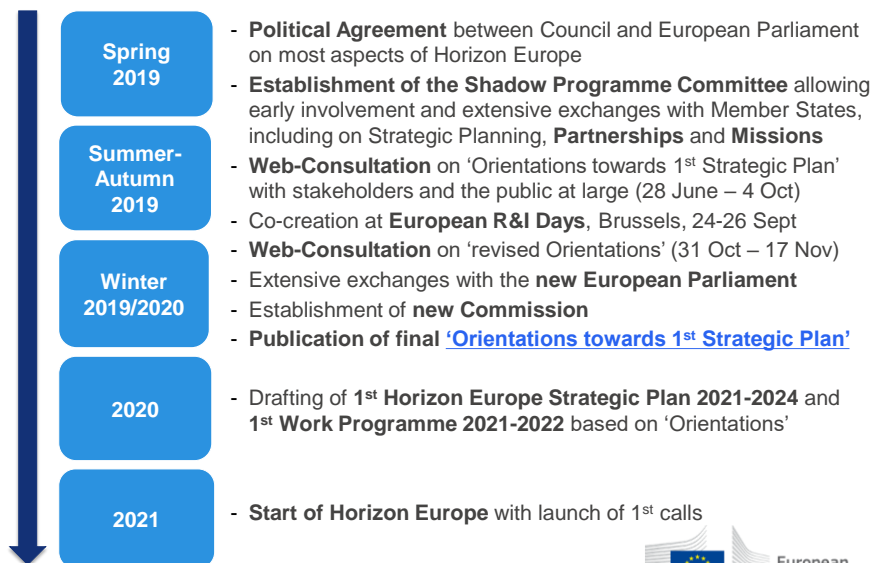 Spring
2019
- Political Agreement between Council and European Parliament
on most aspects of Horizon Europe
- Establishment of the Shadow Programme Committee allowing
early involvement and extensive exchanges with Member States,
including on Strategic Planning, Partnerships and Missions
Summer-
Autumn
2019
- Web-Consultation on ‘Orientations towards 1st Strategic Plan’
with stakeholders and the public at large (28 June – 4 Oct)
- Co-creation at European R&I Days, Brussels, 24-26 Sept
- Web-Consultation on ‘revised Orientations’ (31 Oct – 17 Nov)
Winter
2019/2020
- Extensive exchanges with the new European Parliament
- Establishment of new Commission
- Publication of final ‘Orientations towards 1st Strategic Plan’
2020
- Drafting of 1st Horizon Europe Strategic Plan 2021-2024 and
1st Work Programme 2021-2022 based on ‘Orientations’
2021
- Start of Horizon Europe with launch of 1st calls
European